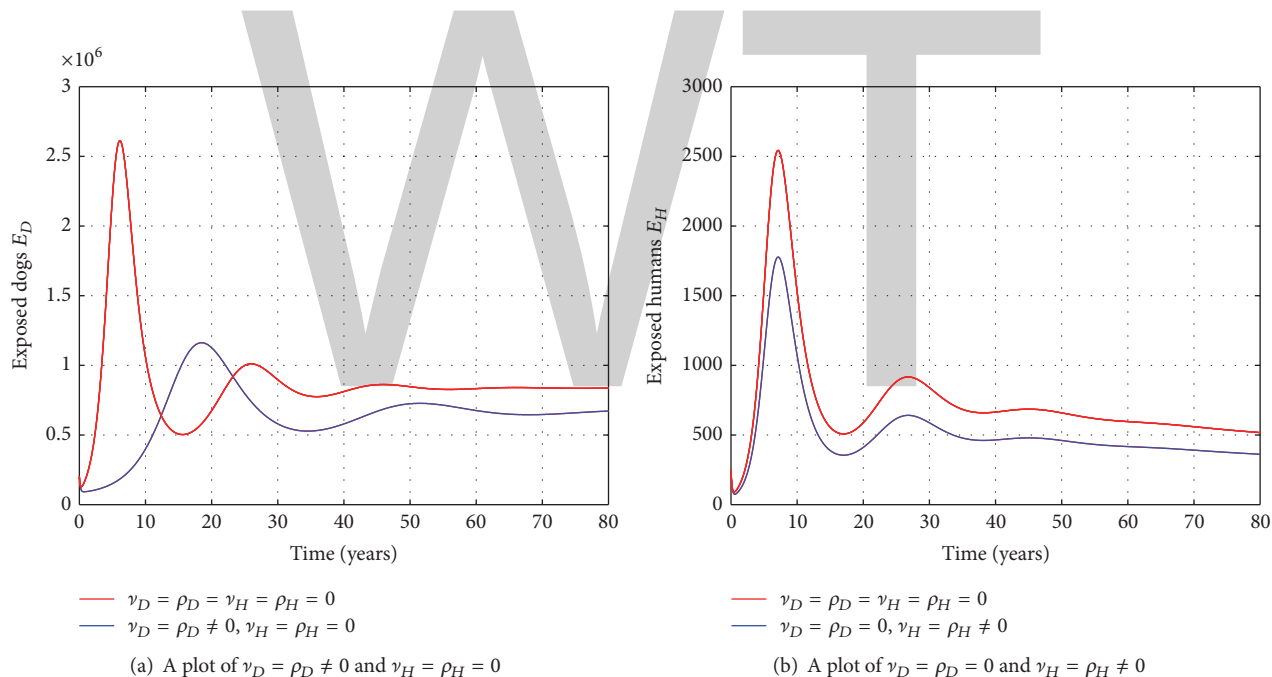 WT
×10⁶
3
2.5
2
1.5
1
0.5
0
Exposed dogs E_D
0 10 20 30 40 50 60 70 80
Time (years)
ν_D = ρ_D = ν_H = ρ_H = 0
ν_D = ρ_D ≠ 0, ν_H = ρ_H = 0
(a) A plot of ν_D = ρ_D ≠ 0 and ν_H = ρ_H = 0
3000
2500
2000
1500
1000
500
0
Exposed humans E_H
0 10 20 30 40 50 60 70 80
Time (years)
ν_D = ρ_D = ν_H = ρ_H = 0
ν_D = ρ_D = 0, ν_H = ρ_H ≠ 0
(b) A plot of ν_D = ρ_D = 0 and ν_H = ρ_H ≠ 0